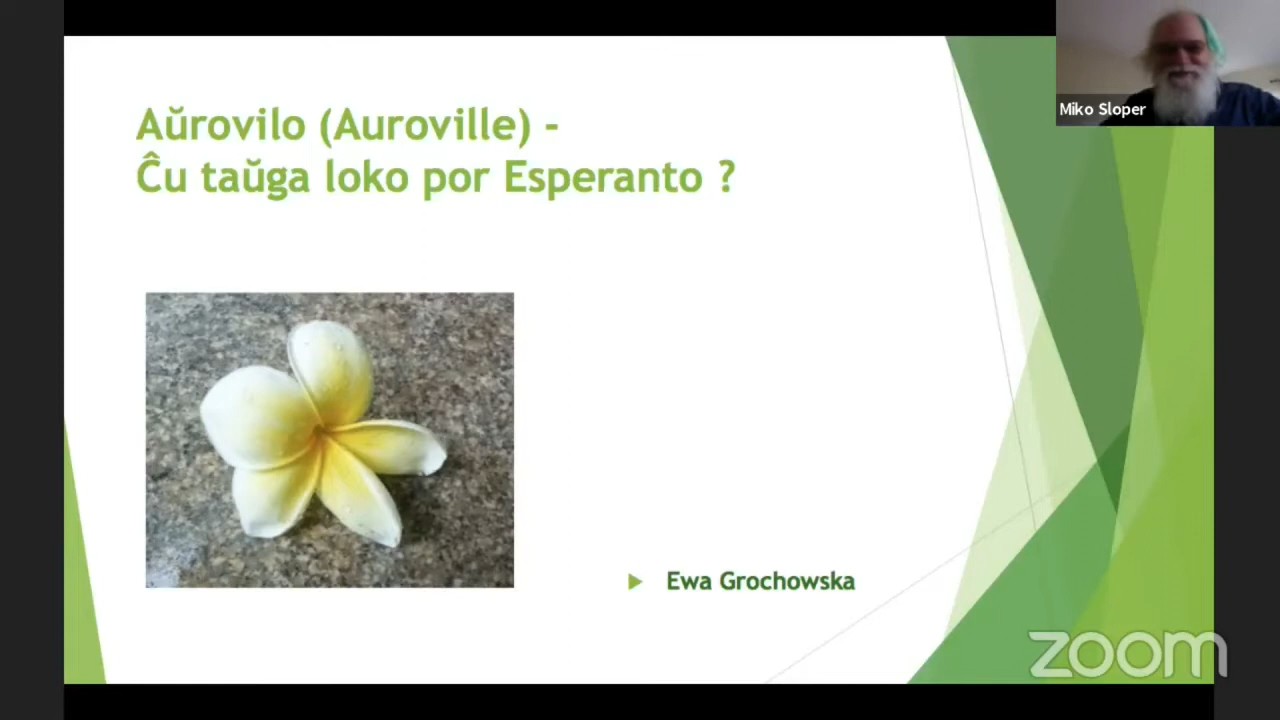 Aŭrovilo (Auroville) -
Ĉu taŭga loko por Esperanto ?
Miko Sloper
Ewa Grochowska
zoom